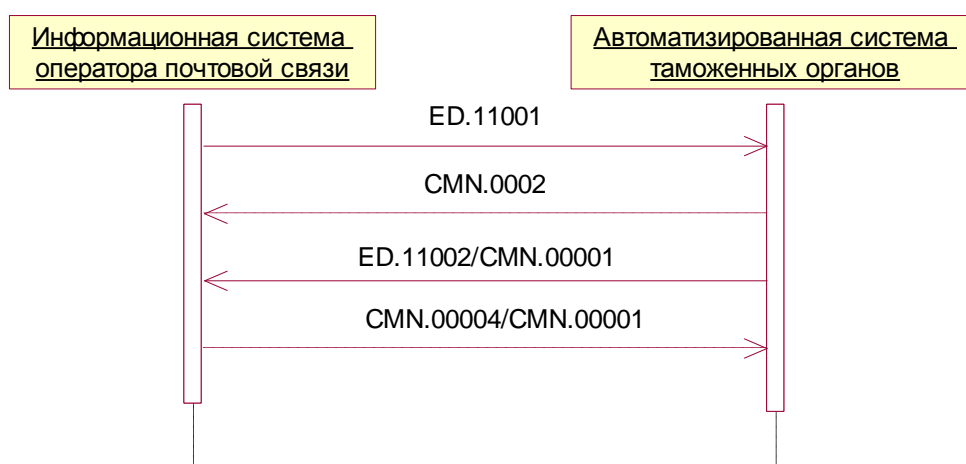 Информационная система
оператора почтовой связи
Автоматизированная система
таможенных органов
ED.11001
CMN.0002
ED.11002/CMN.00001
CMN.00004/CMN.00001